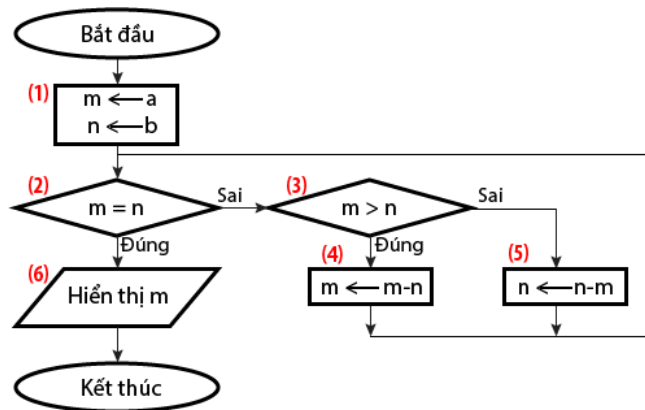 Bắt đầu
(1)
m ← a
n ← b
(2)
m = n
Sai
(3)
m > n
Sai
Đúng
Đúng
(4)
m ← m-n
(5)
n ← n-m
(6)
Hiển thị m
Kết thúc